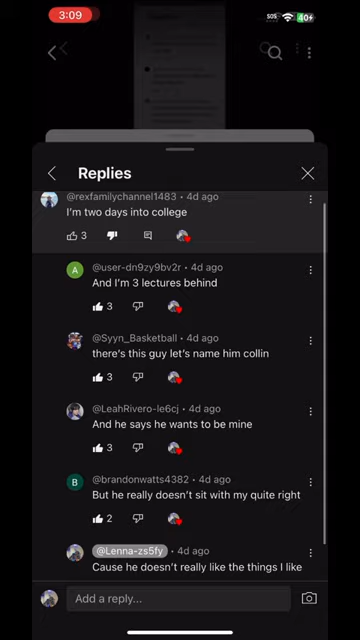 3:09
SOS 40
Replies
@rexfamilychannel1483 • 4d ago
I'm two days into college
3
@user-dn9zy9bv2r • 4d ago
A
And I'm 3 lectures behind
3
@Syyn_Basketball • 4d ago
there's this guy let's name him collin
3
@LeahRivero-le6cj • 4d ago
And he says he wants to be mine
3
@brandonwatts4382 • 4d ago
B
But he really doesn't sit with my quite right
2
@Lenna-zs5fy • 4d ago
Cause he doesn't really like the things I like
Add a reply...